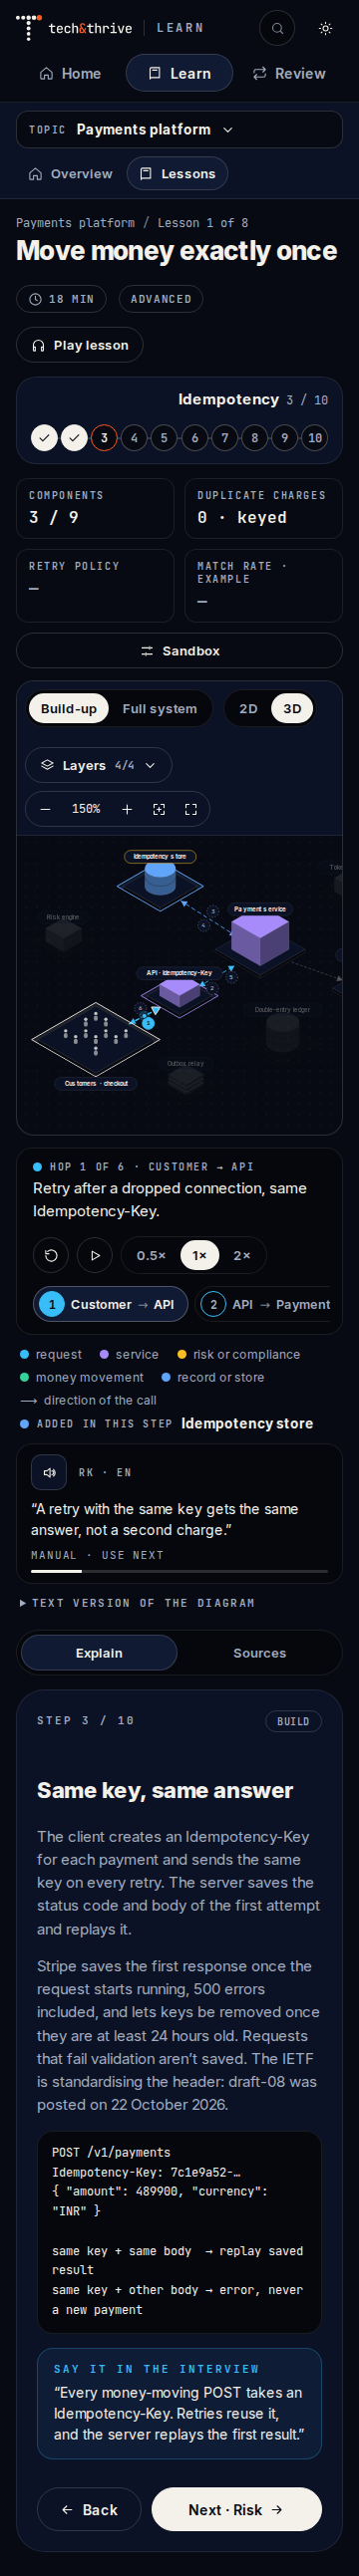 tech&thrive LEARN
Home Learn Review
TOPIC Payments platform
Overview Lessons
Payments platform / Lesson 1 of 8
Move money exactly once
18 MIN ADVANCED
Play lesson
Idempotency 3 / 10
3 4 5 6 7 8 9 10
COMPONENTS
3 / 9
DUPLICATE CHARGES
0 · keyed
RETRY POLICY
—
MATCH RATE ·
EXAMPLE
—
Sandbox
Build-up Full system 2D 3D
Layers 4/4
150%
Idempotency store
Risk engine
Payment service
3
4
API · Idempotency-Key
5
2
1
Double-entry ledger
Outbox relay
Customers · checkout
HOP 1 OF 6 · CUSTOMER → API
Retry after a dropped connection, same
Idempotency-Key.
0.5× 1× 2×
1 Customer → API 2 API → Payment
request service risk or compliance
money movement record or store
direction of the call
ADDED IN THIS STEP Idempotency store
RK · EN
“A retry with the same key gets the same
answer, not a second charge.”
MANUAL · USE NEXT
TEXT VERSION OF THE DIAGRAM
Explain Sources
STEP 3 / 10 BUILD
Same key, same answer
The client creates an Idempotency-Key
for each payment and sends the same
key on every retry. The server saves the
status code and body of the first attempt
and replays it.
Stripe saves the first response once the
request starts running, 500 errors
included, and lets keys be removed once
they are at least 24 hours old. Requests
that fail validation aren’t saved. The IETF
is standardising the header: draft-08 was
posted on 22 October 2026.
POST /v1/payments
Idempotency-Key: 7c1e9a52-…
{ "amount": 489900, "currency":
"INR" }
same key + same body → replay saved
result
same key + other body → error, never
a new payment
SAY IT IN THE INTERVIEW
“Every money-moving POST takes an
Idempotency-Key. Retries reuse it,
and the server replays the first result.”
← Back Next · Risk →